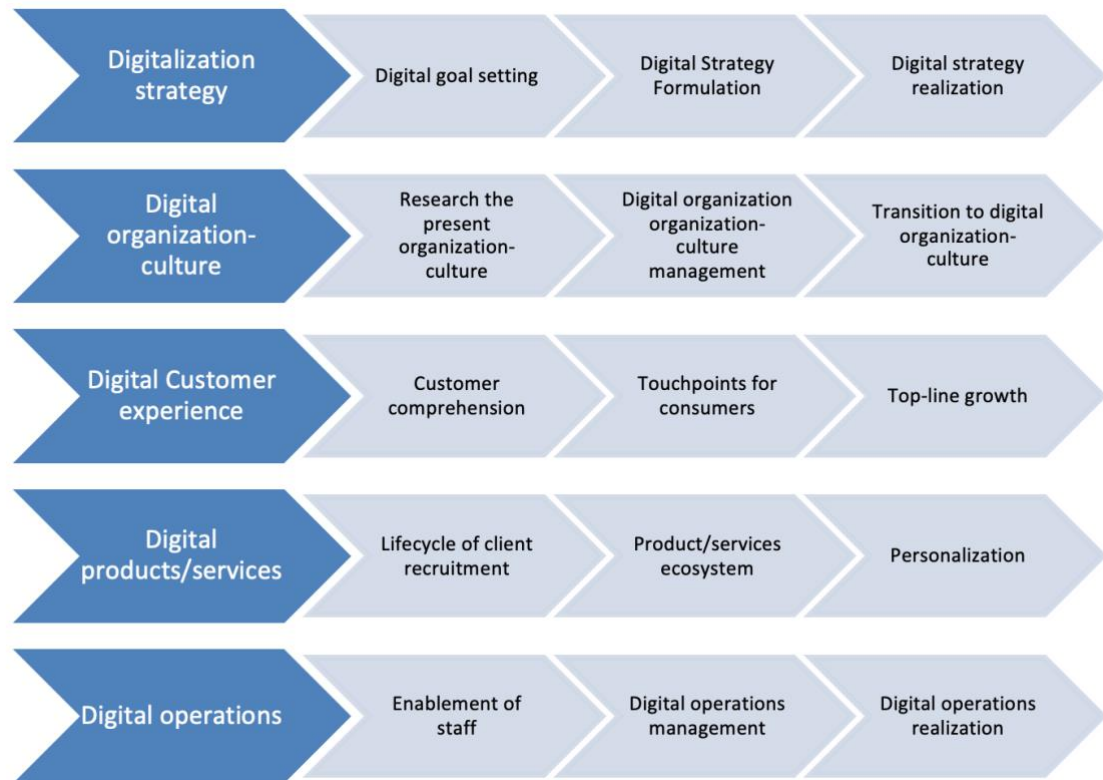 Digitalization
strategy
Digital goal setting
Digital Strategy
Formulation
Digital strategy
realization
Digital
organization-
culture
Research the
present
organization-
culture
Digital organization
organization-
culture
management
Transition to digital
organization-
culture
Digital Customer
experience
Customer
comprehension
Touchpoints for
consumers
Top-line growth
Digital
products/services
Lifecycle of client
recruitment
Product/services
ecosystem
Personalization
Digital operations
Enablement of
staff
Digital operations
management
Digital operations
realization